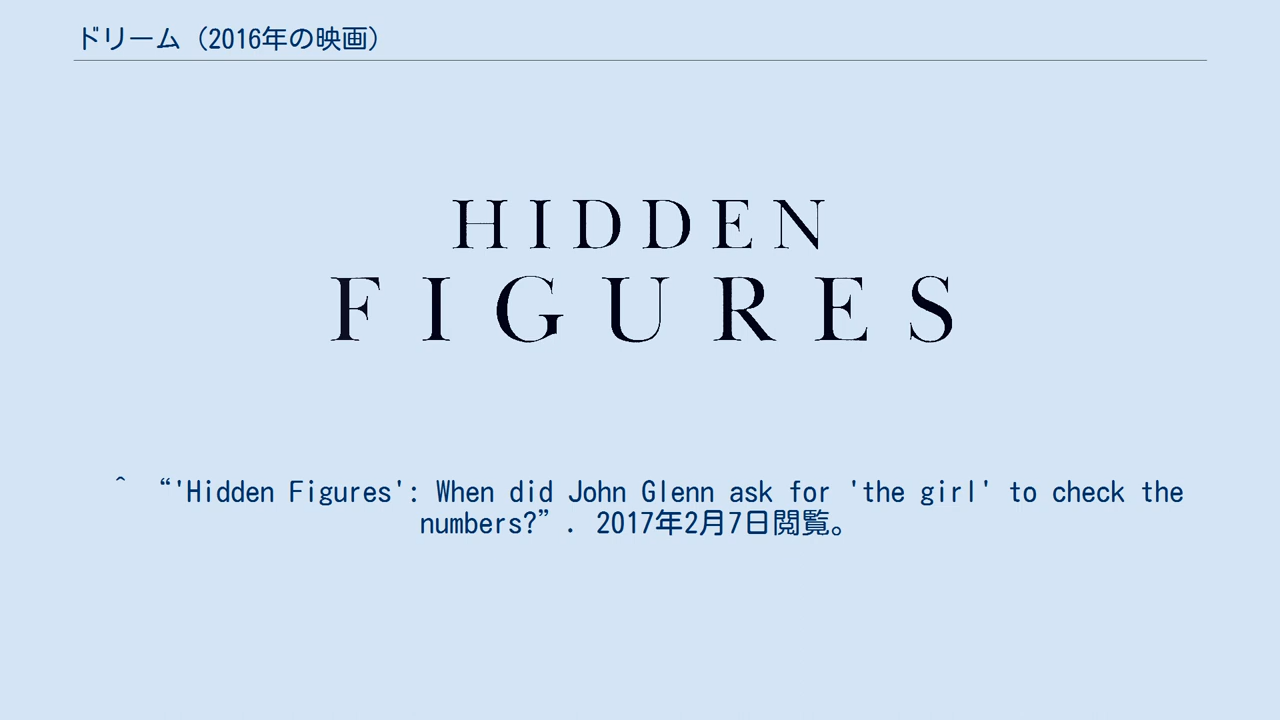 ドリーム（2016年の映画）
HIDDEN
FIGURES
^ “'Hidden Figures': When did John Glenn ask for 'the girl' to check the
numbers?”. 2017年2月7日閲覧。